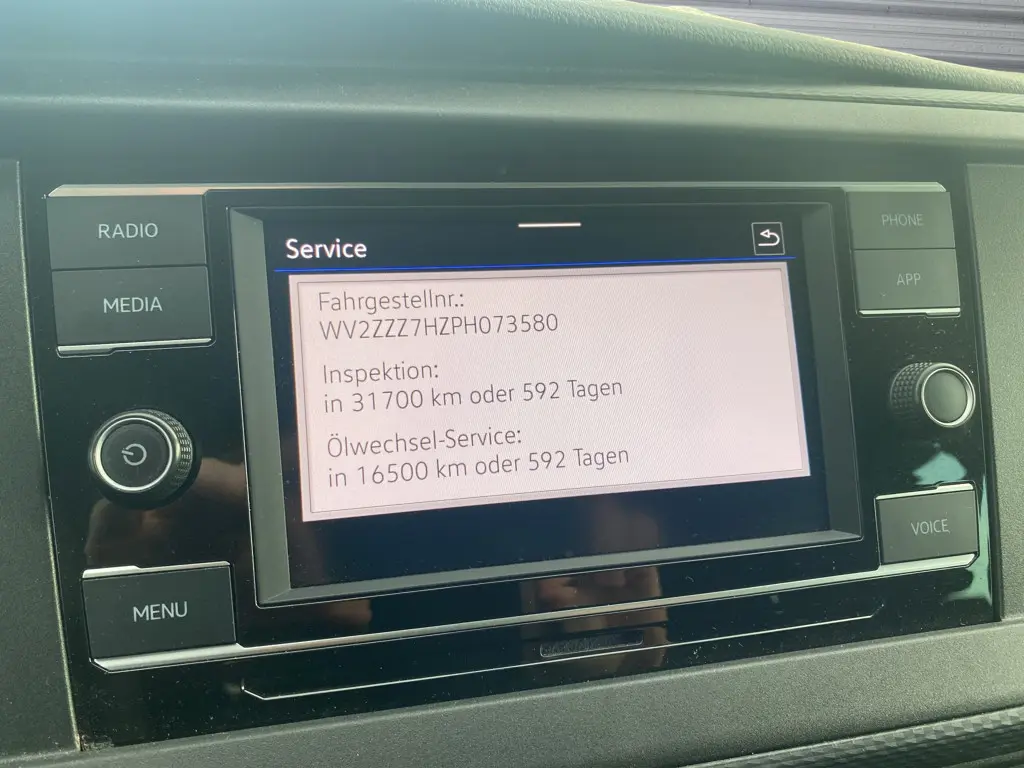 RADIO
MEDIA
MENU
Service
Fahrgestellnr.:
WV2ZZZ7HZPH073580
Inspektion:
in 31700 km oder 592 Tagen
Ölwechsel-Service:
in 16500 km oder 592 Tagen
PHONE
APP
VOICE